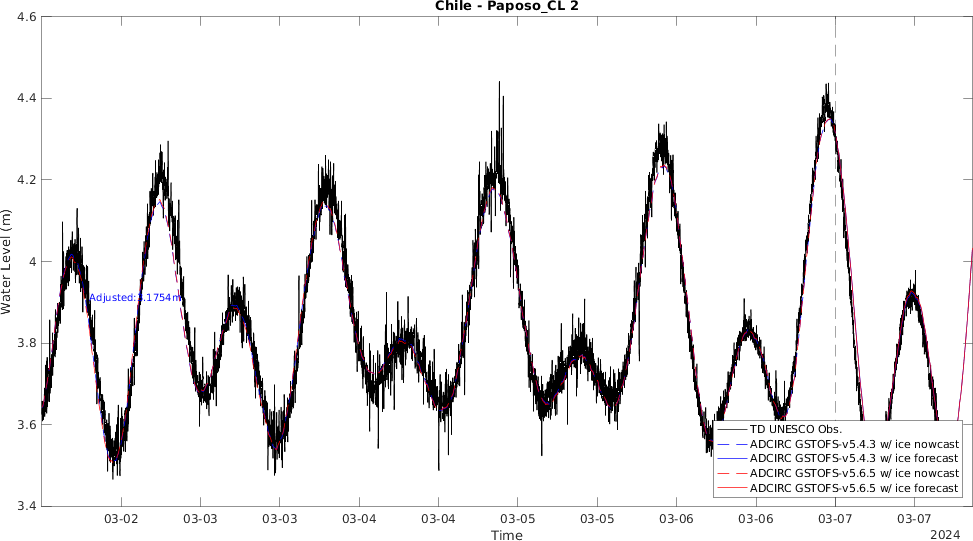 Chile - Paposo_CL 2
4.6
4.4
4.2
4
3.8
3.6
3.4
Water Level (m)
Adjusted:3.1754m
TD UNESCO Obs.
ADCIRC GSTOFS-v5.4.3 w/ ice nowcast
ADCIRC GSTOFS-v5.4.3 w/ ice forecast
ADCIRC GSTOFS-v5.6.5 w/ ice nowcast
ADCIRC GSTOFS-v5.6.5 w/ ice forecast
03-02 03-03 03-03 03-04 03-04 03-05 03-05 03-06 03-06 03-07 03-07
Time
2024